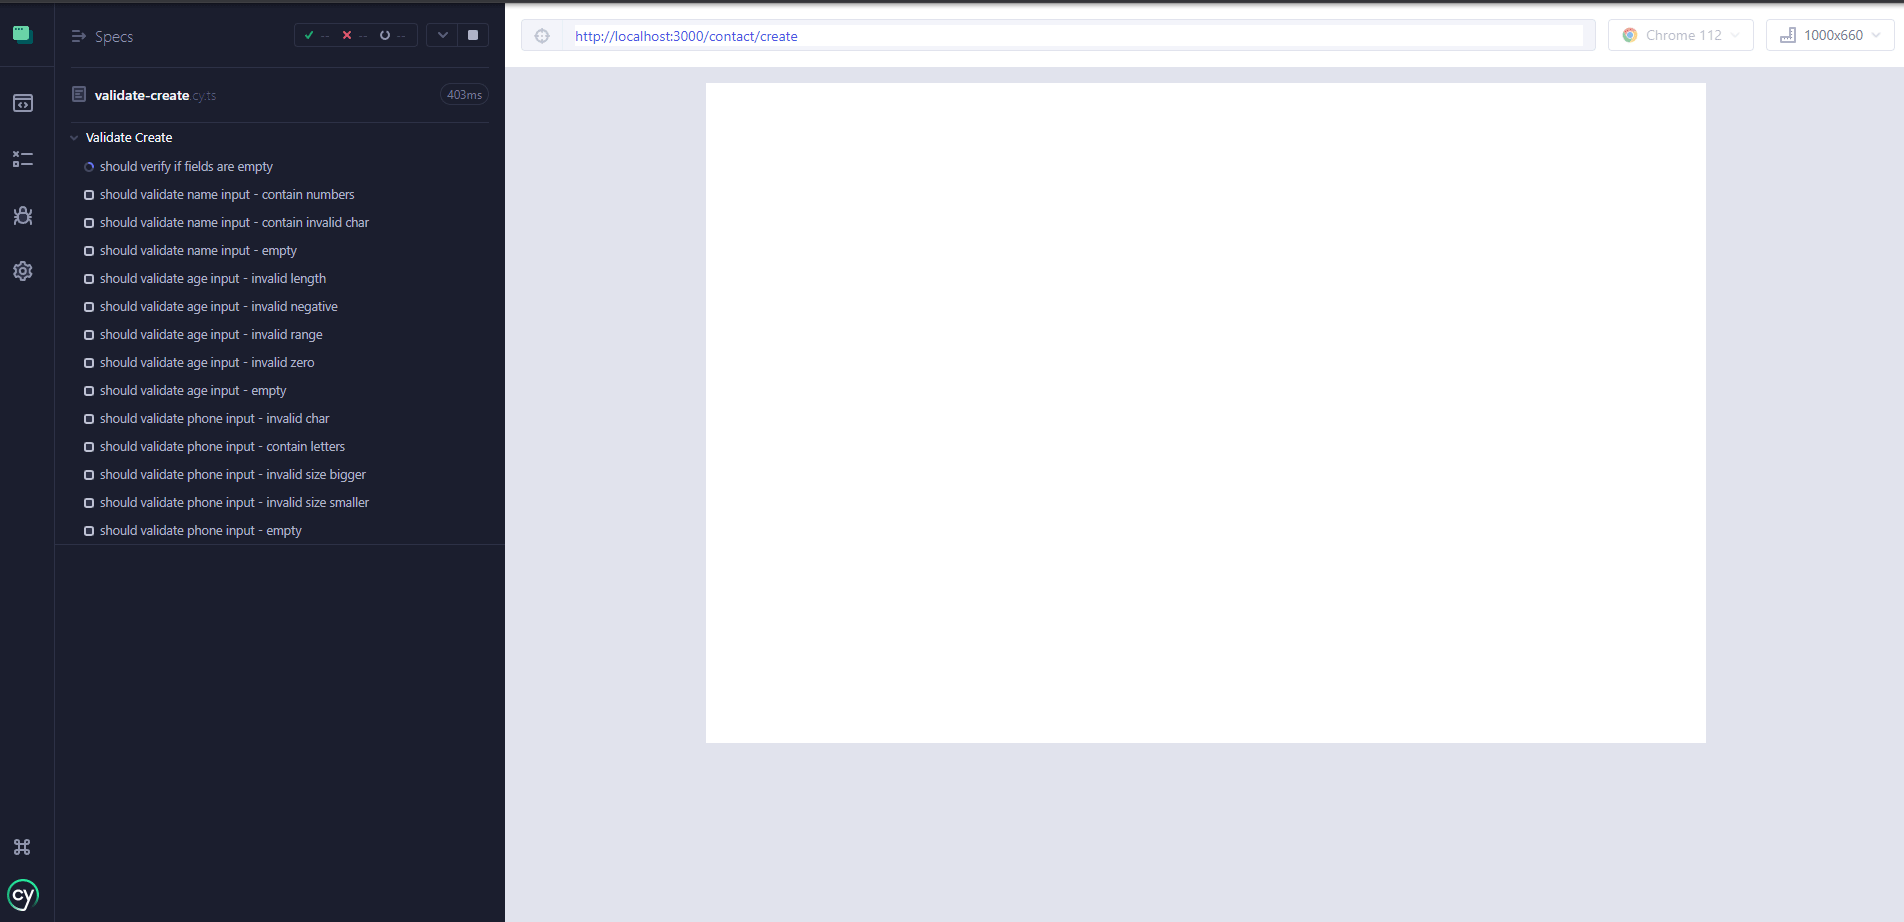 Specs
-- -- --
http://localhost:3000/contact/create
Chrome 112
1000x660
validate-create.cy.ts
403ms
Validate Create
should verify if fields are empty
should validate name input - contain numbers
should validate name input - contain invalid char
should validate name input - empty
should validate age input - invalid length
should validate age input - invalid negative
should validate age input - invalid range
should validate age input - invalid zero
should validate age input - empty
should validate phone input - invalid char
should validate phone input - contain letters
should validate phone input - invalid size bigger
should validate phone input - invalid size smaller
should validate phone input - empty
cy